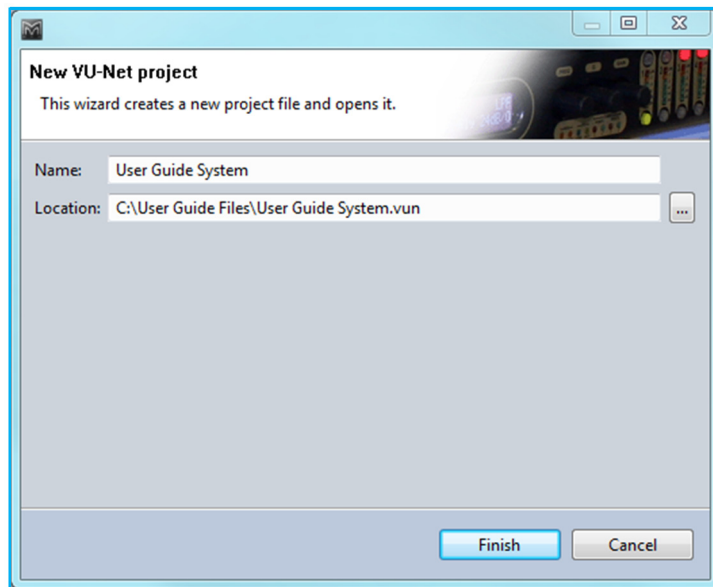 New VU-Net project
This wizard creates a new project file and opens it.
Name: User Guide System
Location: C:\User Guide Files\User Guide System.vun ...
Finish Cancel